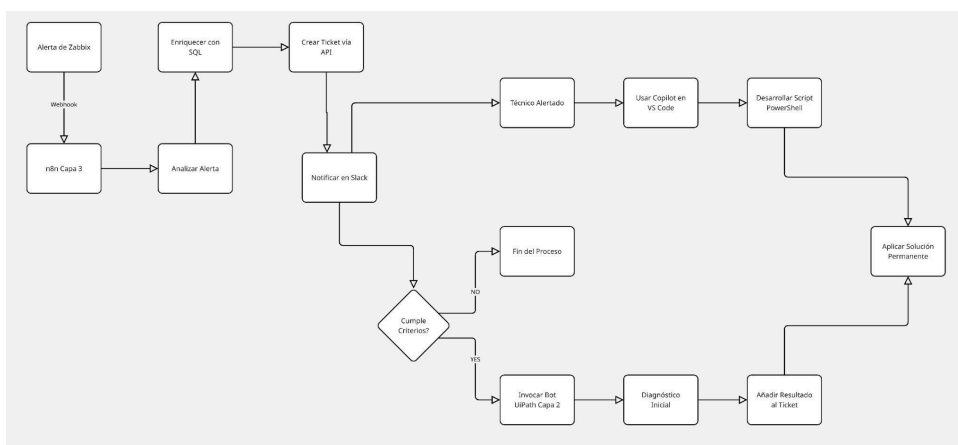 Alerta de Zabbix
Webhook
n8n Capa 3
Analizar Alerta
Enriquecer con
SQL
Crear Ticket vía
API
Notificar en Slack
Técnico Alertado
Usar Copilot en
VS Code
Desarrollar Script
PowerShell
Cumple
Criterios?
NO
Fin del Proceso
YES
Invocar Bot
UiPath Capa 2
Diagnóstico
Inicial
Añadir Resultado
al Ticket
Aplicar Solución
Permanente